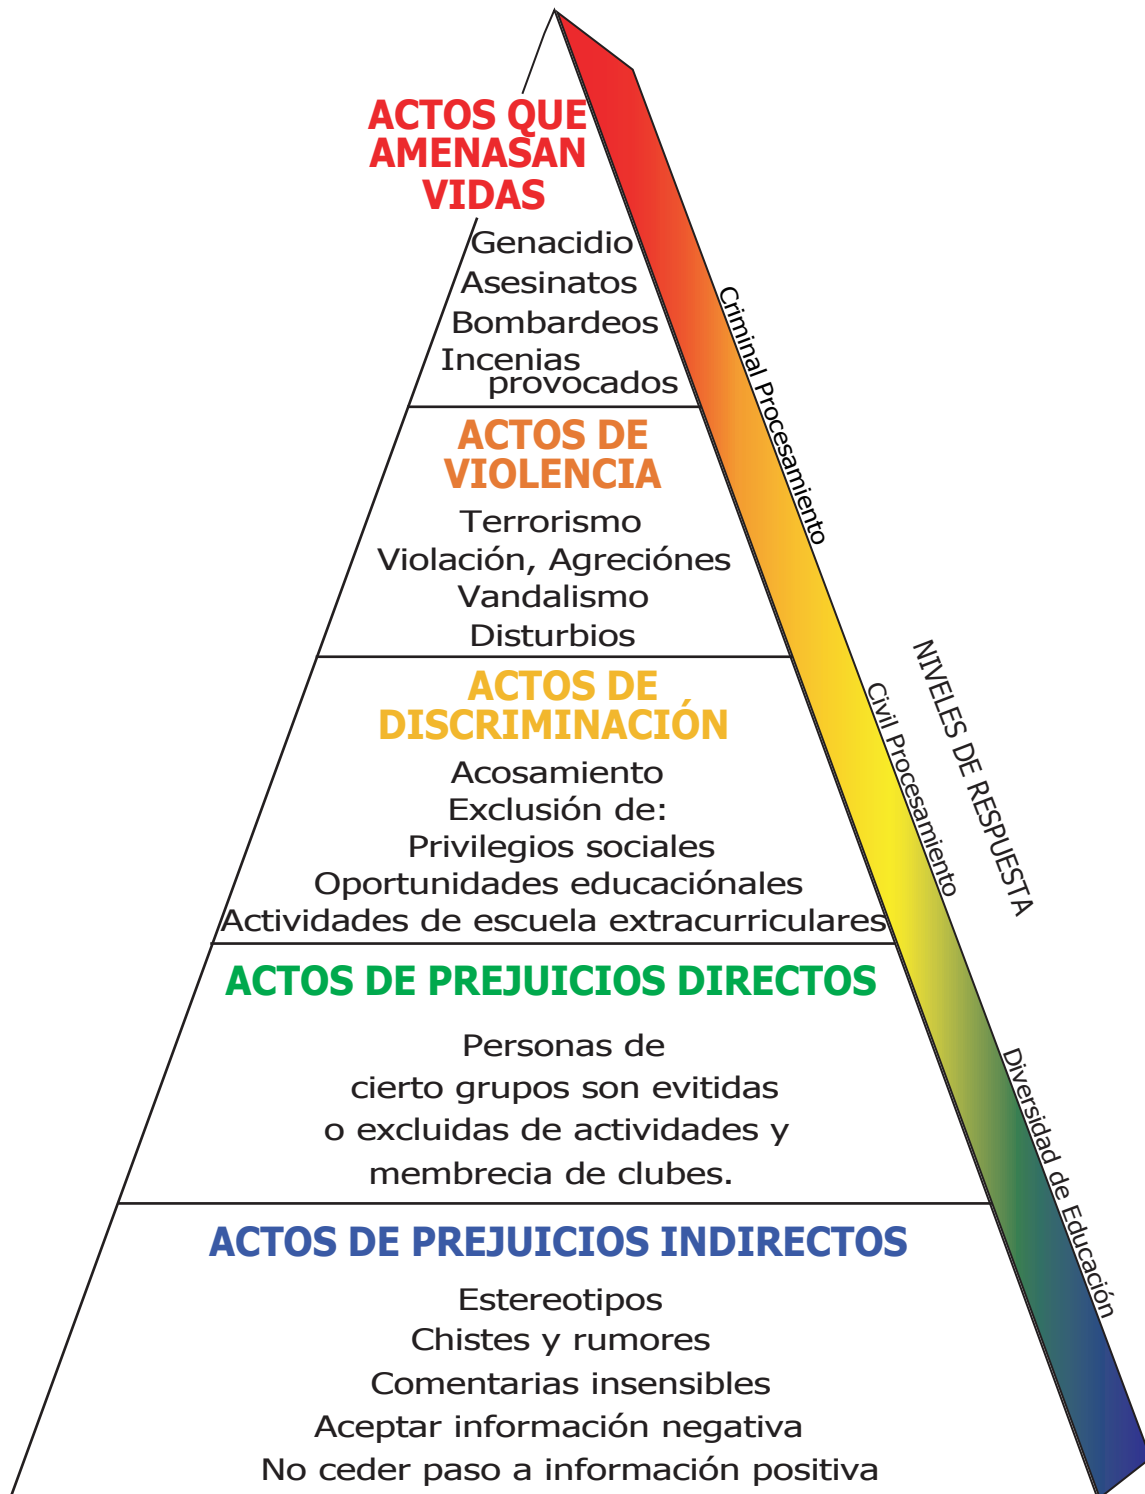 ACTOS QUE
AMENASAN
VIDAS
Genacidio
Asesinatos
Bombardeos
Incenias
provocados
ACTOS DE
VIOLENCIA
Terrorismo
Violación, Agreciónes
Vandalismo
Disturbios
ACTOS DE
DISCRIMINACIÓN
Acosamiento
Exclusión de:
Privilegios sociales
Oportunidades educaciónales
Actividades de escuela extracurriculares
ACTOS DE PREJUICIOS DIRECTOS
Personas de
cierto grupos son evitidas
o excluidas de actividades y
membrecia de clubes.
ACTOS DE PREJUICIOS INDIRECTOS
Estereotipos
Chistes y rumores
Comentarias insensibles
Aceptar información negativa
No ceder paso a información positiva
Criminal Procesamiento
Civil Procesamiento
Diversidad de Educación
NIVELES DE RESPUESTA